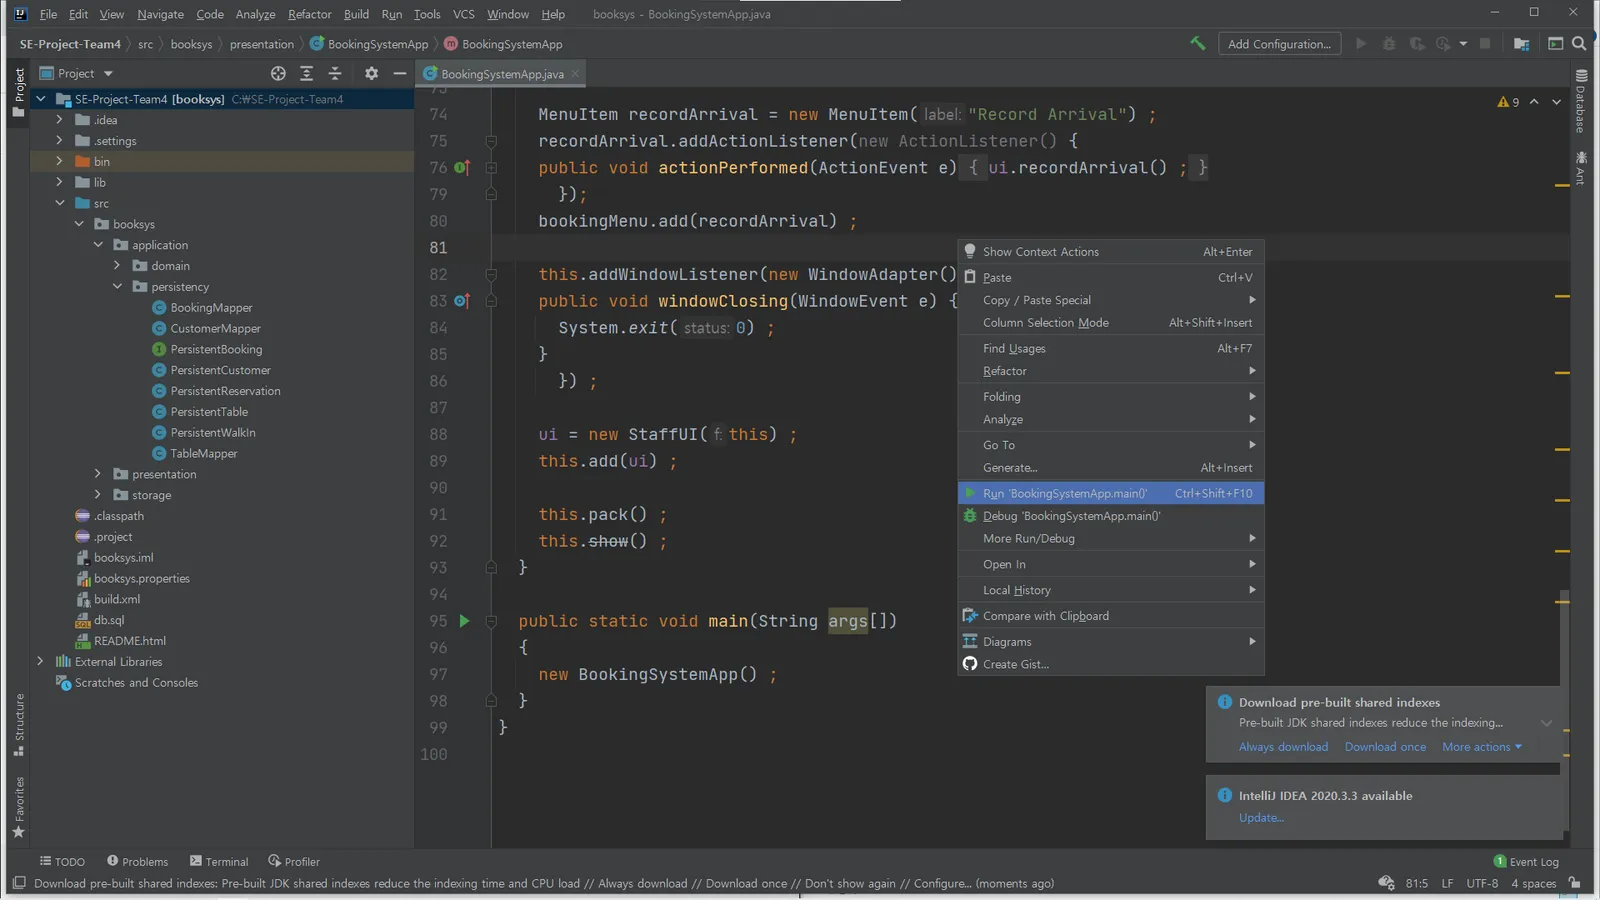 File Edit View Navigate Code Analyze Refactor Build Run Tools VCS Window Help booksys - BookingSystemApp.java
SE-Project-Team4 src booksys presentation BookingSystemApp BookingSystemApp Add Configuration...
Project
BookingSystemApp.java
SE-Project-Team4 [booksys] C:₩SE-Project-Team4
.idea
.settings
bin
lib
src
booksys
application
domain
persistency
BookingMapper
CustomerMapper
PersistentBooking
PersistentCustomer
PersistentReservation
PersistentTable
PersistentWalkIn
TableMapper
presentation
storage
.classpath
.project
booksys.iml
booksys.properties
build.xml
db.sql
README.html
External Libraries
Scratches and Consoles
Project
Structure
Favorites
73
74 MenuItem recordArrival = new MenuItem( label: "Record Arrival") ;
75 recordArrival.addActionListener(new ActionListener() {
76 public void actionPerformed(ActionEvent e) { ui.recordArrival() ; }
79 });
80 bookingMenu.add(recordArrival) ;
81
82 this.addWindowListener(new WindowAdapter()
83 public void windowClosing(WindowEvent e) {
84 System.exit( status: 0) ;
85 }
86 }) ;
87
88 ui = new StaffUI( f: this) ;
89 this.add(ui) ;
90
91 this.pack() ;
92 this.show() ;
93 }
94
95 public static void main(String args[])
96 {
97 new BookingSystemApp() ;
98 }
99 }
100
9
Database
Ant
Show Context Actions Alt+Enter
Paste Ctrl+V
Copy / Paste Special
Column Selection Mode Alt+Shift+Insert
Find Usages Alt+F7
Refactor
Folding
Analyze
Go To
Generate... Alt+Insert
Run 'BookingSystemApp.main()' Ctrl+Shift+F10
Debug 'BookingSystemApp.main()'
More Run/Debug
Open In
Local History
Compare with Clipboard
Diagrams
Create Gist...
Download pre-built shared indexes
Pre-built JDK shared indexes reduce the indexing...
Always download Download once More actions
IntelliJ IDEA 2020.3.3 available
Update...
TODO Problems Terminal Profiler 1 Event Log
Download pre-built shared indexes: Pre-built JDK shared indexes reduce the indexing time and CPU load // Always download // Download once // Don't show again // Configure... (moments ago) 81:5 LF UTF-8 4 spaces